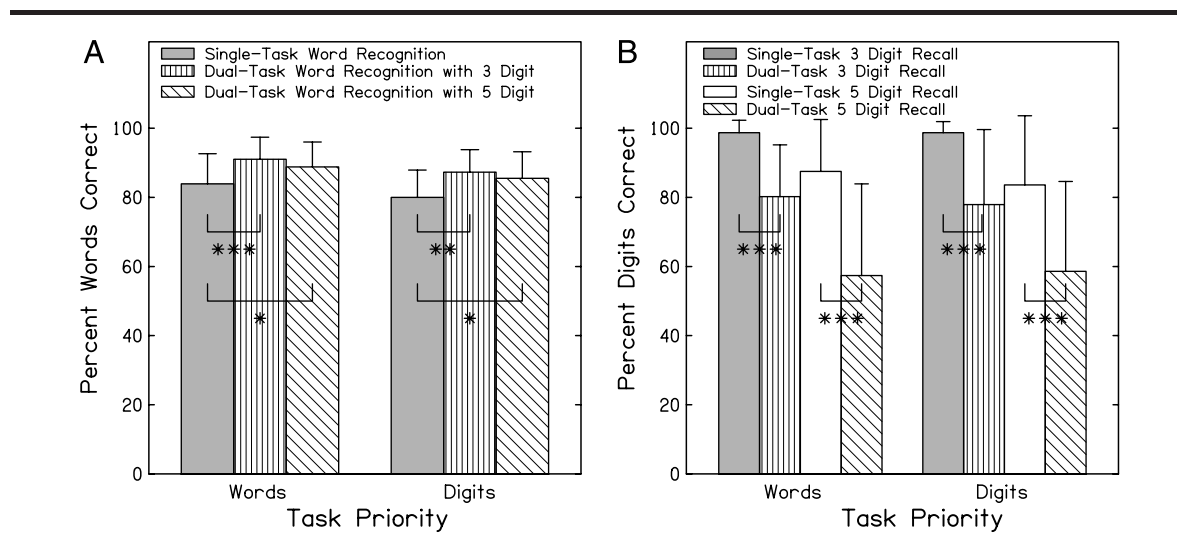 A
Single-Task Word Recognition
Dual-Task Word Recognition with 3 Digit
Dual-Task Word Recognition with 5 Digit
Percent Words Correct
100
80
60
40
20
0
***
**
*
*
Words
Digits
Task Priority
B
Single-Task 3 Digit Recall
Dual-Task 3 Digit Recall
Single-Task 5 Digit Recall
Dual-Task 5 Digit Recall
Percent Digits Correct
100
80
60
40
20
0
***
***
***
***
Words
Digits
Task Priority